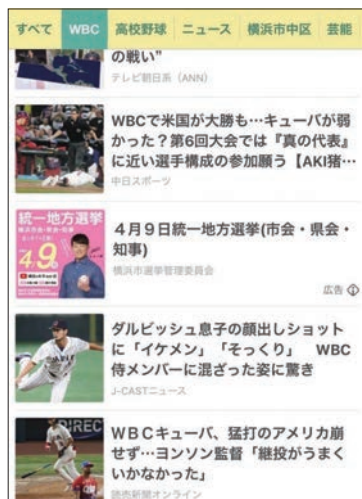 すべて WBC 高校野球 ニュース 横浜市中区 芸能
の戦い”
テレビ朝日系（ANN）
WBCで米国が大勝も…キューバが弱
かった？第6回大会では『真の代表』
に近い選手構成の参加願う【AKI猪…
中日スポーツ
統一地方選挙
4.9
４月９日統一地方選挙(市会・県会・
知事)
横浜市選挙管理委員会
広告
ダルビッシュ息子の顔出しショット
に「イケメン」「そっくり」　WBC
侍メンバーに混ざった姿に驚き
J-CASTニュース
DIREC
ＷＢＣキューバ、猛打のアメリカ崩
せず…ヨンソン監督「継投がうまく
いかなかった」
読売新聞オンライン